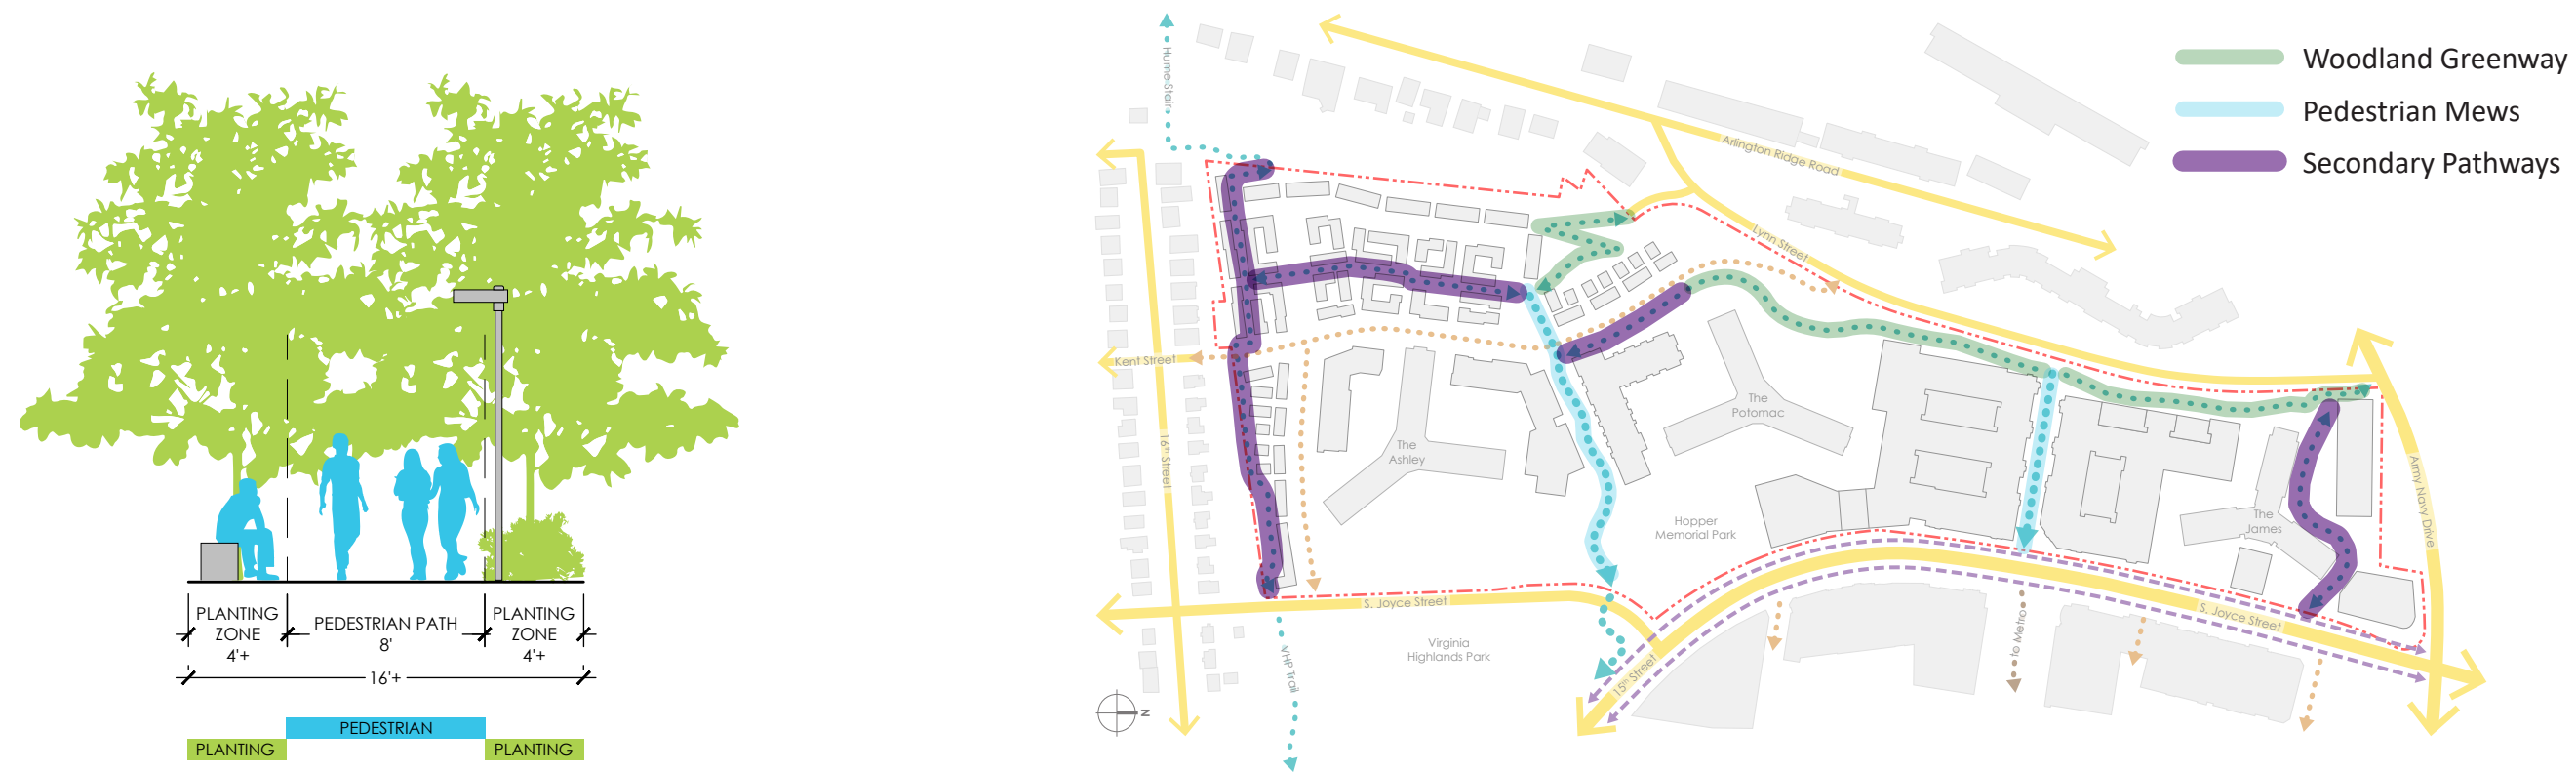 PLANTING
ZONE
4'+
PEDESTRIAN PATH
8'
PLANTING
ZONE
4'+
16'+
PEDESTRIAN
PLANTING
PLANTING
Woodland Greenway
Pedestrian Mews
Secondary Pathways
Hume Stair
Arlington Ridge Road
Lynn Street
Kent Street
16th Street
The
Ashley
The
Potomac
Hopper
Memorial Park
The
James
Army Navy Drive
S. Joyce Street
S. Joyce Street
Virginia
Highlands Park
VHP Trail
15th Street
to Metro
N